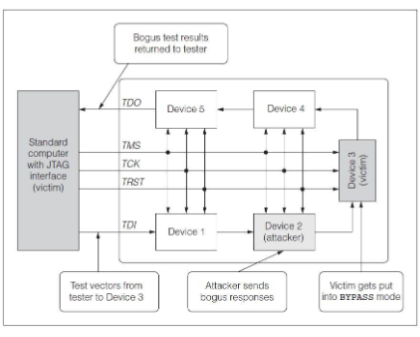 Bogus test results
returned to tester
TDO
Device 5
Device 4
Standard
computer
with JTAG
interface
(victim)
TMS
TCK
TRST
Device 3
(victim)
TDI
Device 1
Device 2
(attacker)
Test vectors from
tester to Device 3
Attacker sends
bogus responses
Victim gets put
into BYPASS mode